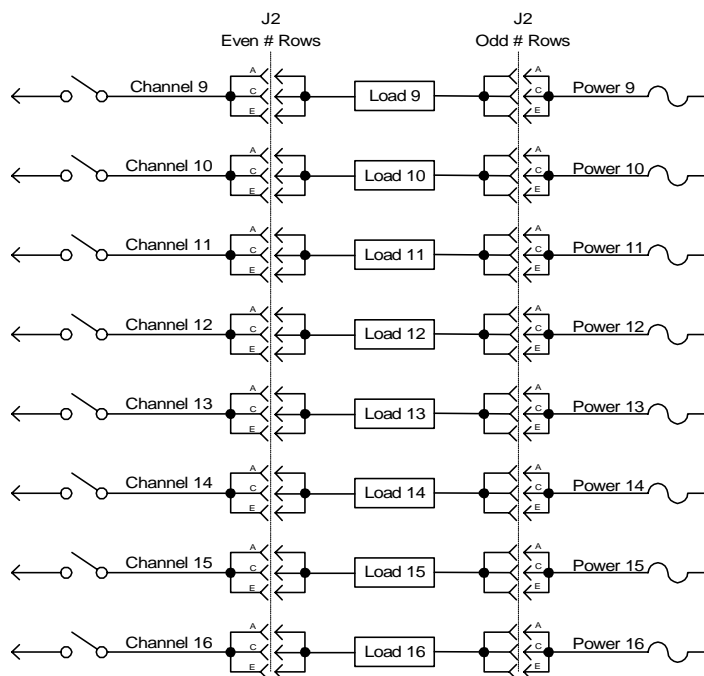 J2 J2
Even # Rows Odd # Rows
A A
Channel 9 C Load 9 C Power 9
E E
A A
Channel 10 C Load 10 C Power 10
E E
A A
Channel 11 C Load 11 C Power 11
E E
A A
Channel 12 C Load 12 C Power 12
E E
A A
Channel 13 C Load 13 C Power 13
E E
A A
Channel 14 C Load 14 C Power 14
E E
A A
Channel 15 C Load 15 C Power 15
E E
A A
Channel 16 C Load 16 C Power 16
E E